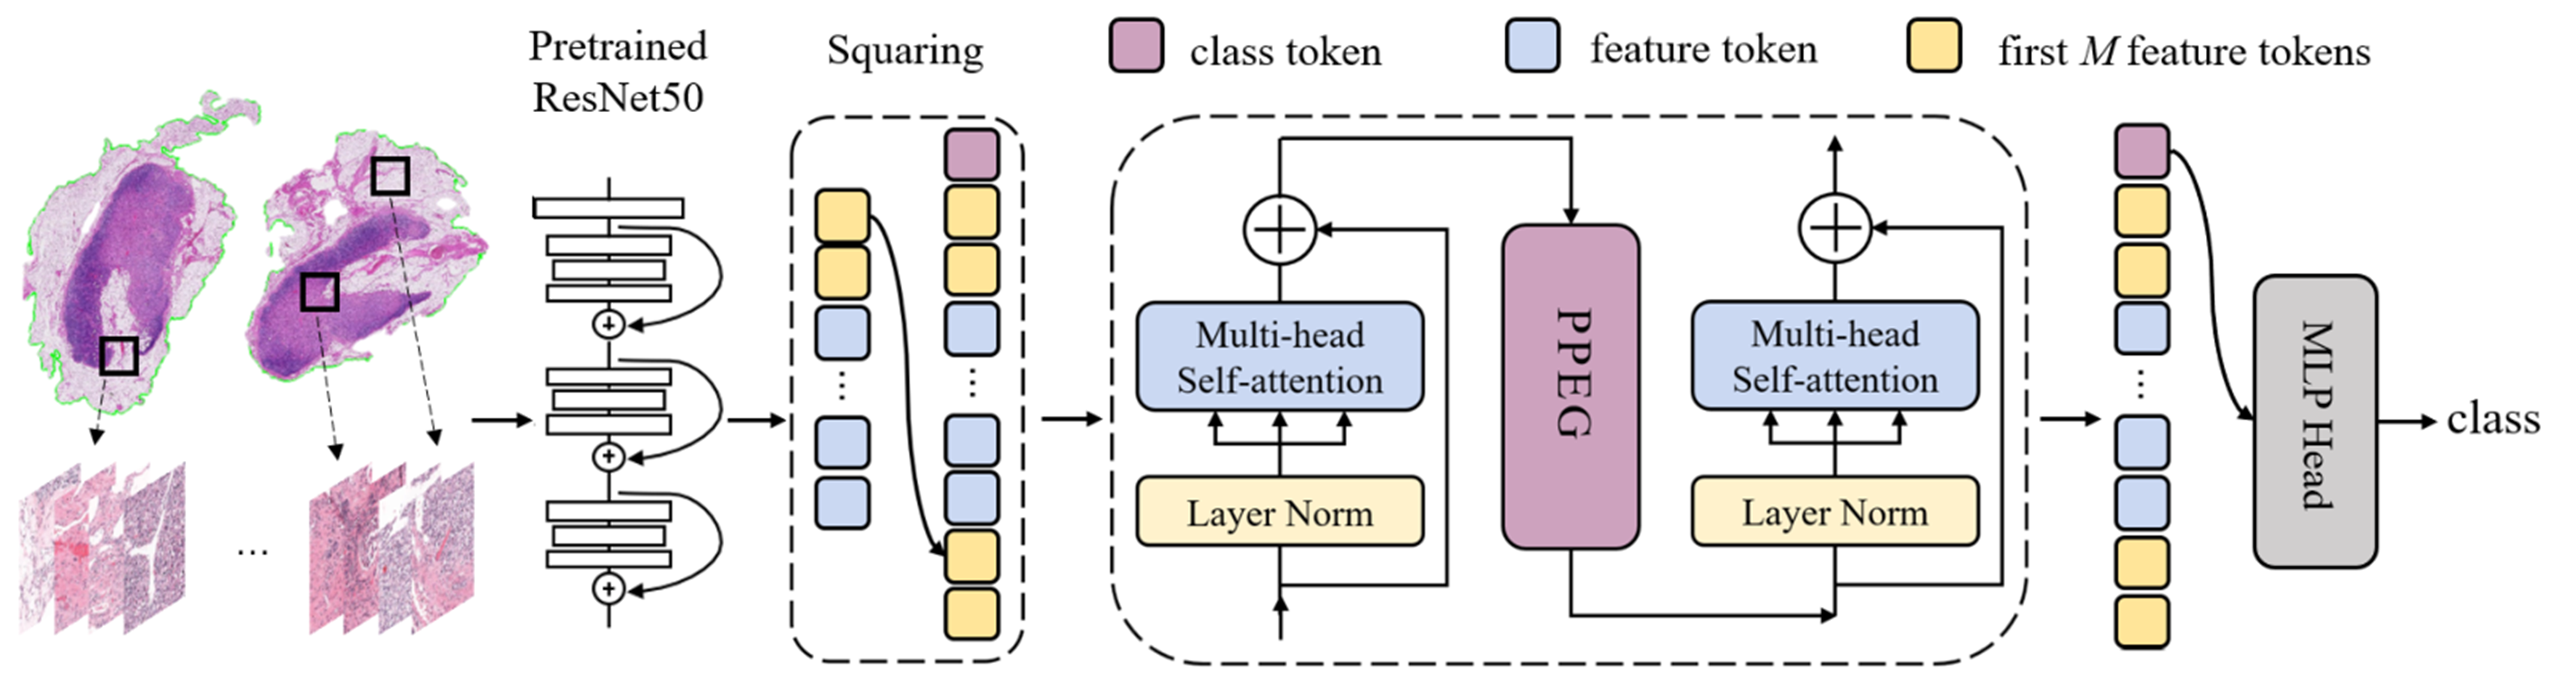 Pretrained
ResNet50
Squaring
class token
feature token
first M feature tokens
...
Multi-head
Self-attention
Layer Norm
PPEG
Multi-head
Self-attention
Layer Norm
MLP Head
class